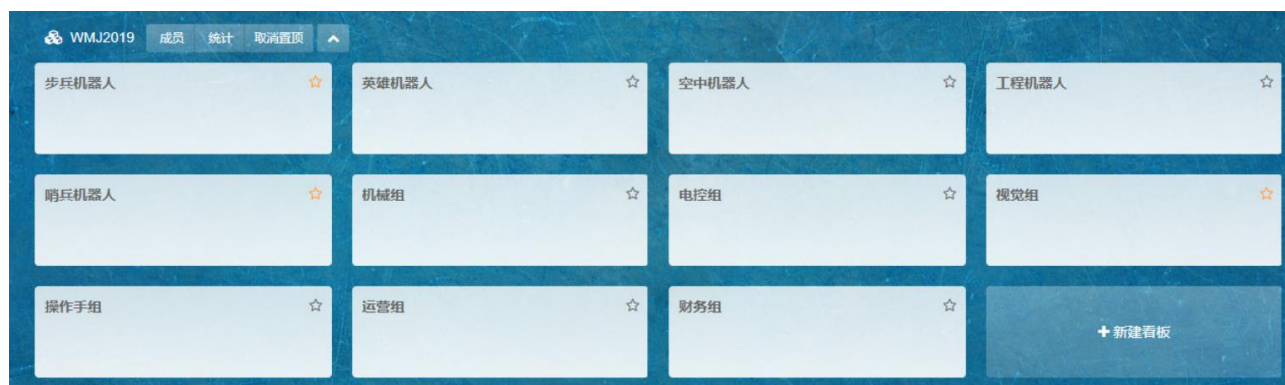 WMJ2019 成员 统计 取消置顶
步兵机器人 英雄机器人 空中机器人 工程机器人
哨兵机器人 机械组 电控组 视觉组
操作手组 运营组 财务组 新建看板